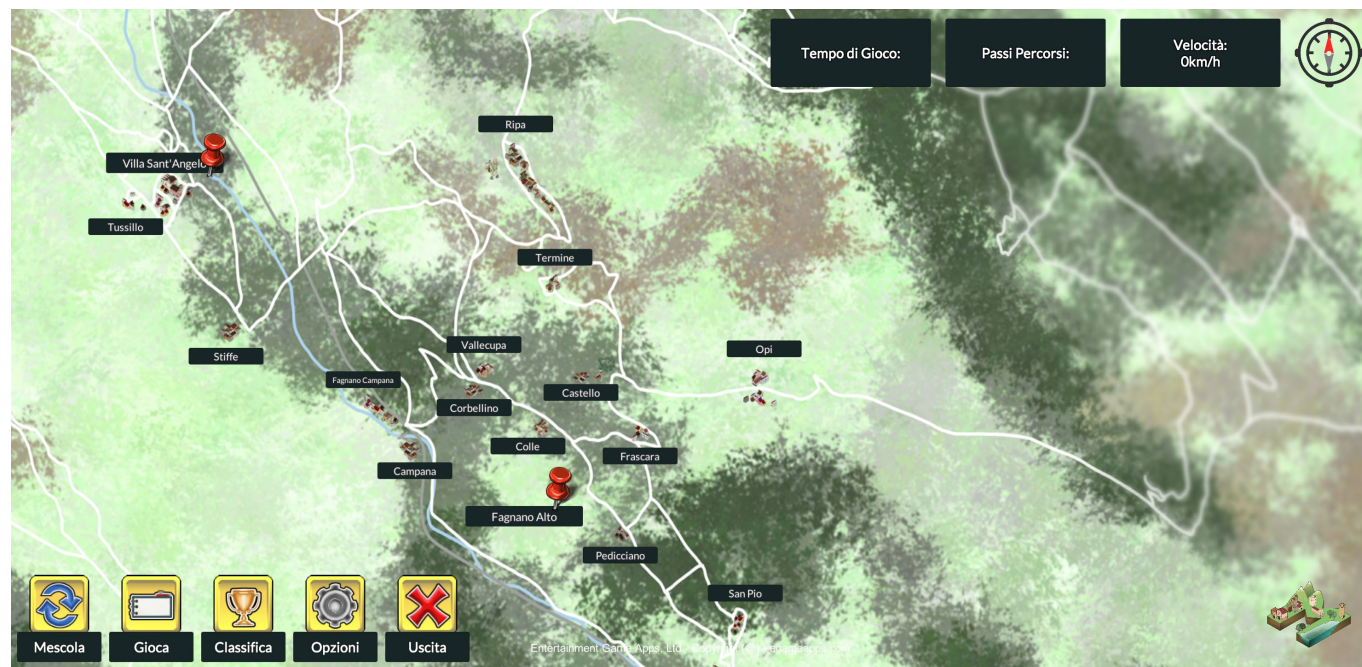 Tempo di Gioco:
Passi Percorsi:
Velocità:
0km/h
Ripa
Villa Sant'Angelo
Tussillo
Termine
Stiffe
Vallecupa
Opi
Fagnano Campana
Castello
Corbellino
Colle
Frascara
Campana
Fagnano Alto
Pedicciano
San Pio
Mescola
Gioca
Classifica
Opzioni
Uscita
Entertainment Game Apps, Ltd.